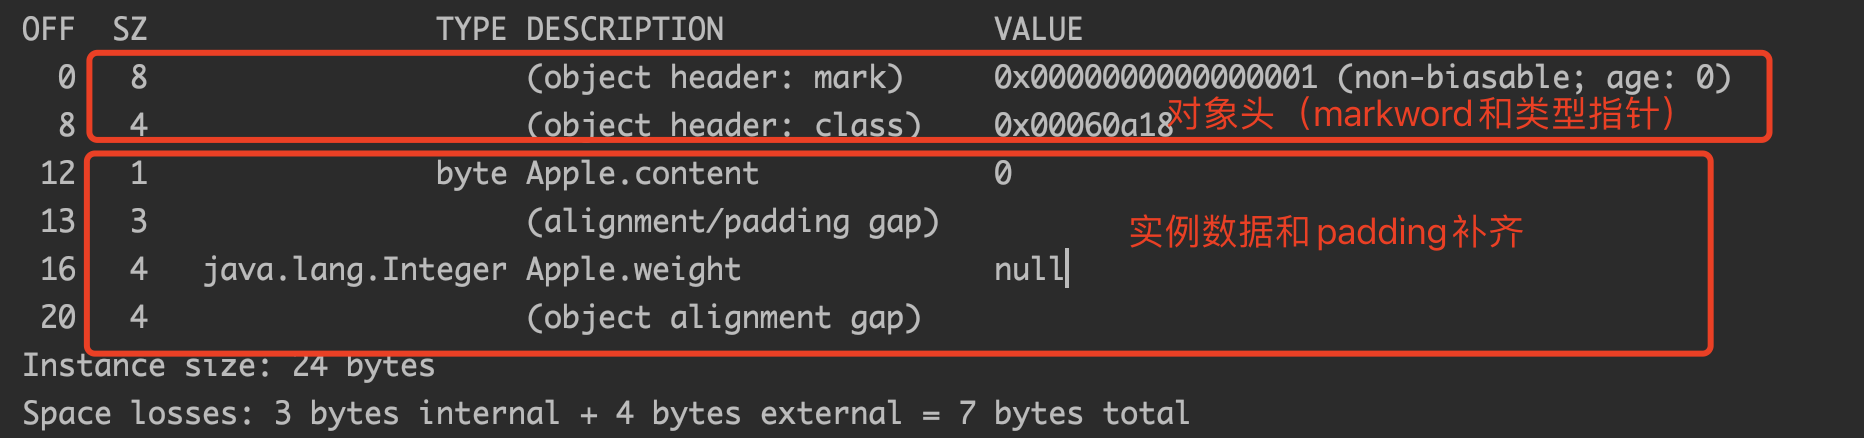 OFF SZ TYPE DESCRIPTION VALUE
0 8 (object header: mark) 0x0000000000000001 (non-biasable; age: 0)
8 4 (object header: class) 0x00060a18
对象头（markword和类型指针）
12 1 byte Apple.content 0
13 3 (alignment/padding gap)
实例数据和padding补齐
16 4 java.lang.Integer Apple.weight null
20 4 (object alignment gap)
Instance size: 24 bytes
Space losses: 3 bytes internal + 4 bytes external = 7 bytes total